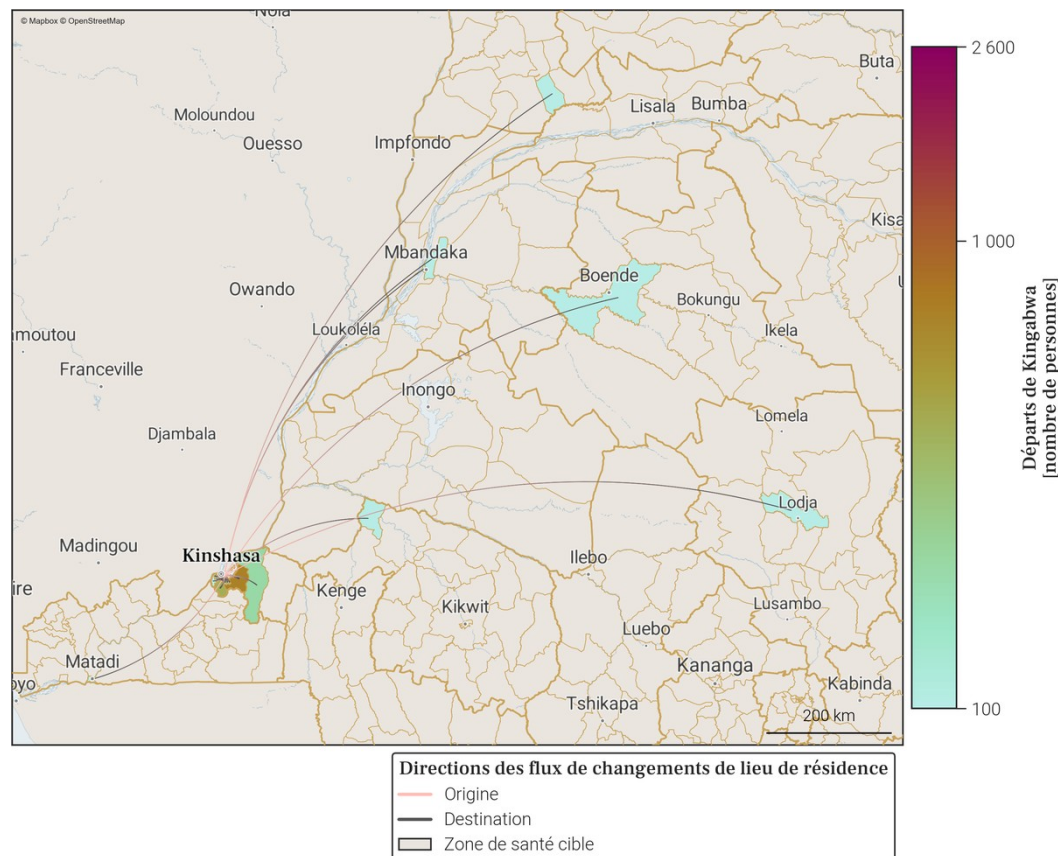 © Mapbox © OpenStreetMap
Nola
Buta
Moloundou
Lisala
Bumba
Ouesso
Impfondo
Kisa
Mbandaka
Boende
Owando
Bokungu
Loukoléla
Ikela
moutou
Franceville
Inongo
Lomela
Djambala
Lodja
Madingou
Kinshasa
Ilebo
ire
Kenge
Kikwit
Lusambo
Luebo
Matadi
Kananga
oyo
Kabinda
Tshikapa
200 km
2 600
1 000
100
Départs de Kingabwa
[nombre de personnes]
Directions des flux de changements de lieu de résidence
Origine
Destination
Zone de santé cible